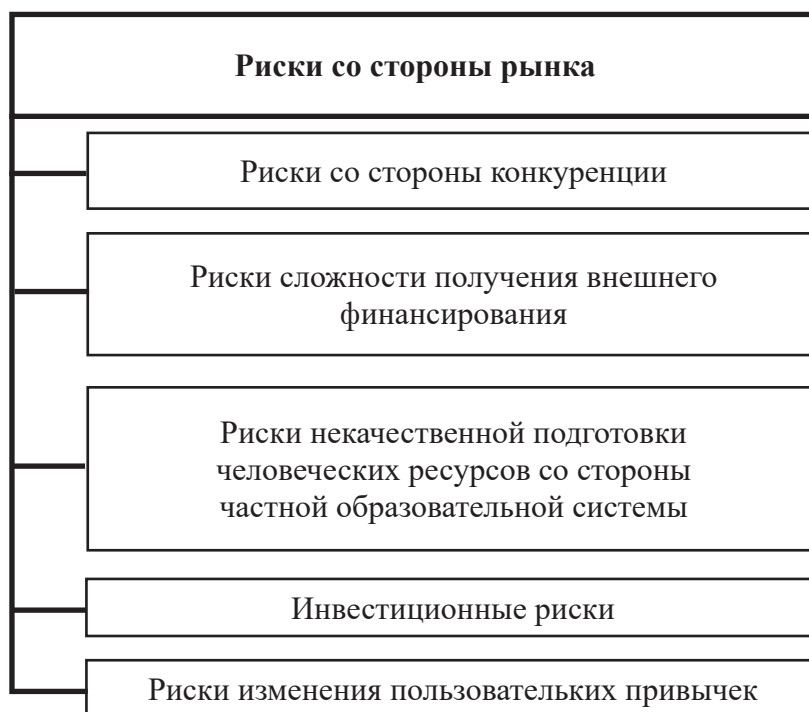 Риски со стороны рынка
Риски со стороны конкуренции
Риски сложности получения внешнего
финансирования
Риски некачественной подготовки
человеческих ресурсов со стороны
частной образовательной системы
Инвестиционные риски
Риски изменения пользовательких привычек